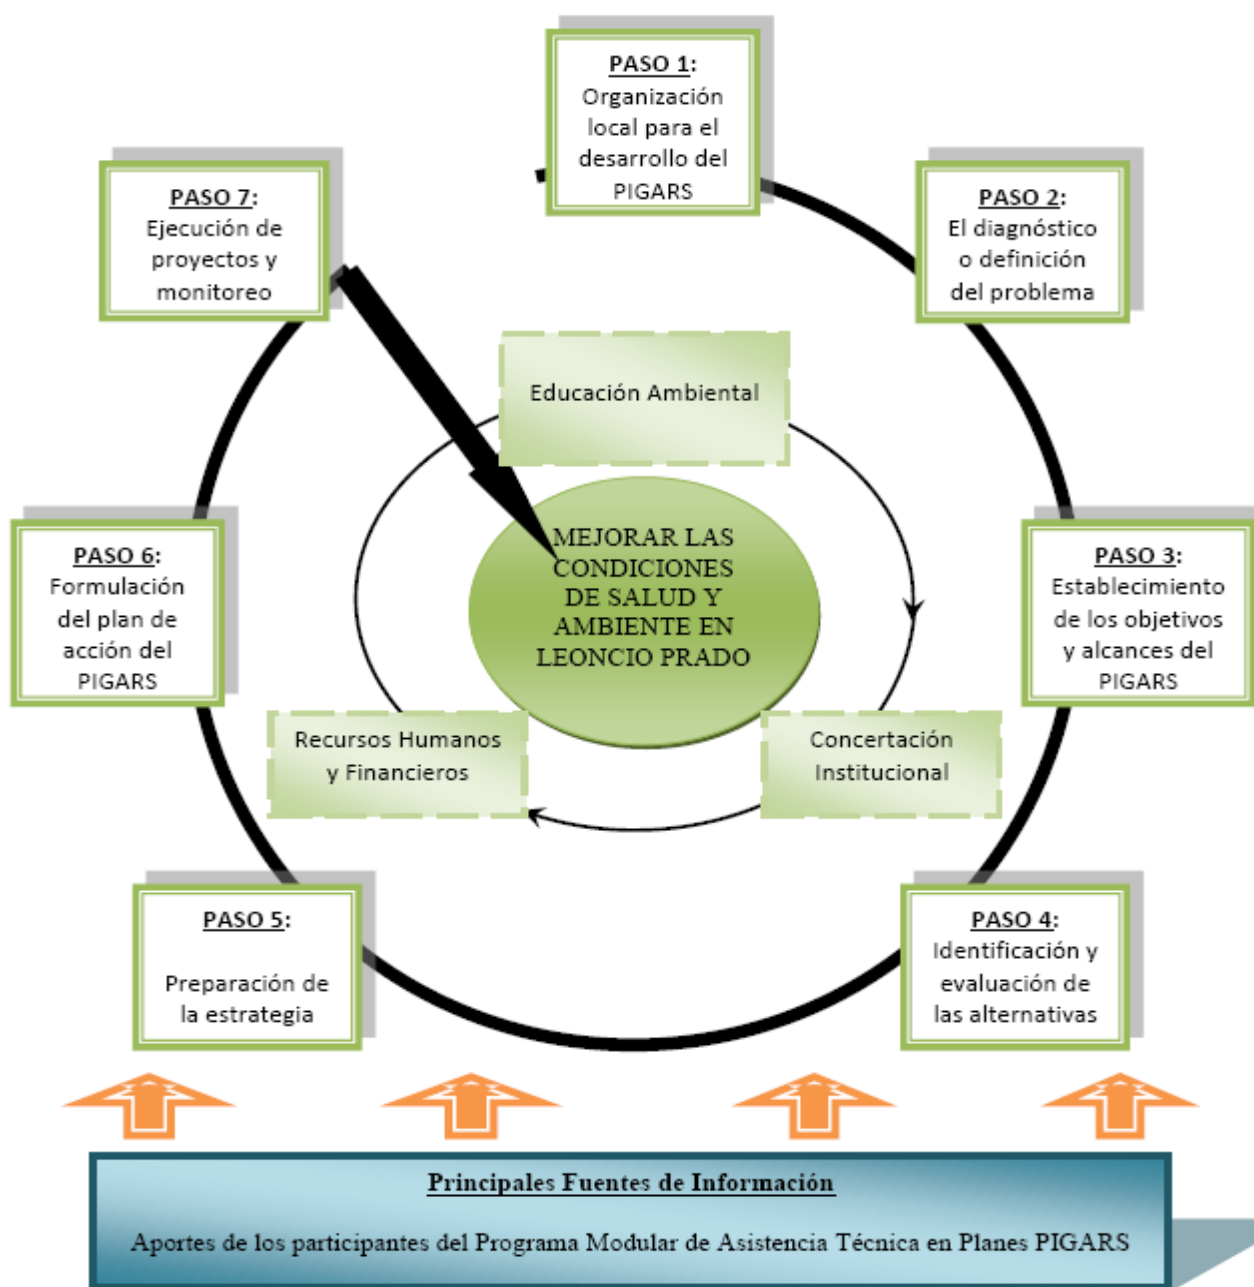 PASO 1:
Organización
local para el
desarrollo del
PIGARS
PASO 2:
El diagnóstico
o definición
del problema
PASO 3:
Establecimiento
de los objetivos
y alcances del
PIGARS
PASO 4:
Identificación y
evaluación de
las alternativas
PASO 5:
Preparación de
la estrategia
PASO 6:
Formulación
del plan de
acción del
PIGARS
PASO 7:
Ejecución de
proyectos y
monitoreo
Educación Ambiental
Concertación
Institucional
Recursos Humanos
y Financieros
MEJORAR LAS
CONDICIONES
DE SALUD Y
AMBIENTE EN
LEONCIO PRADO
Principales Fuentes de Información
Aportes de los participantes del Programa Modular de Asistencia Técnica en Planes PIGARS